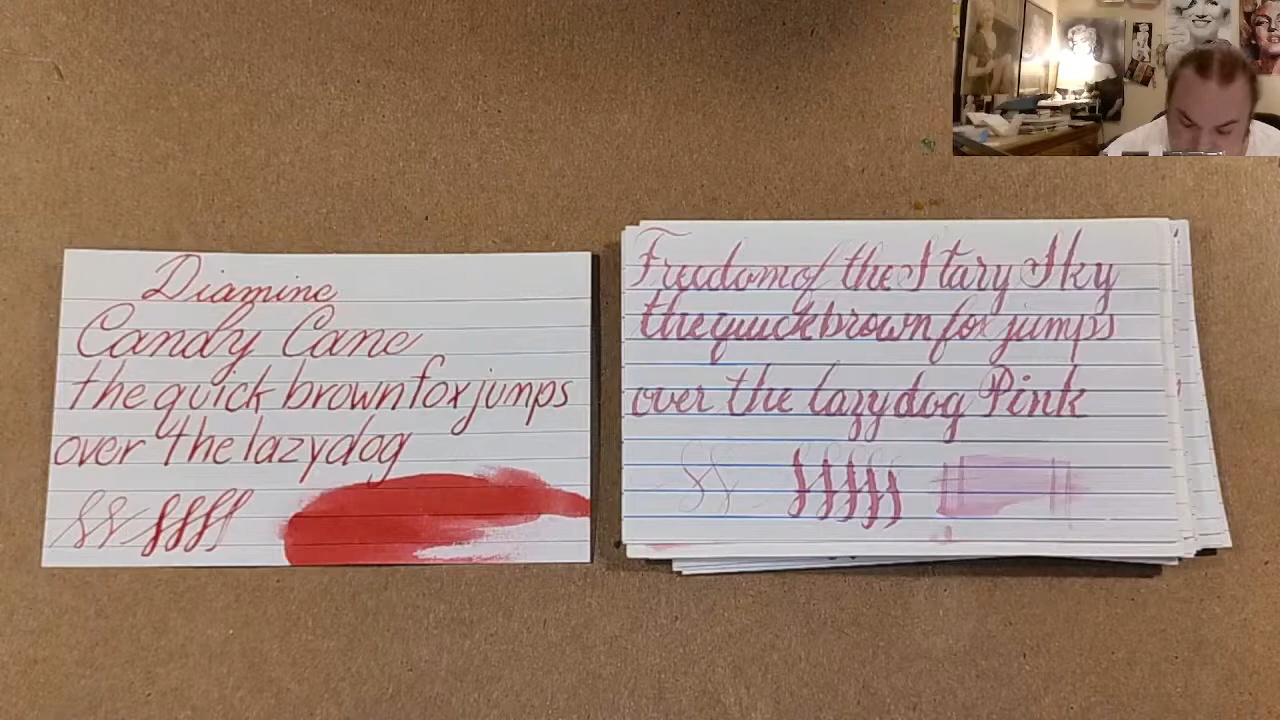 Diamine
Candy Cane
the quick brown fox jumps
over the lazy dog
Freedom of the Stary Sky
the quick brown fox jumps
over the lazy dog Pink